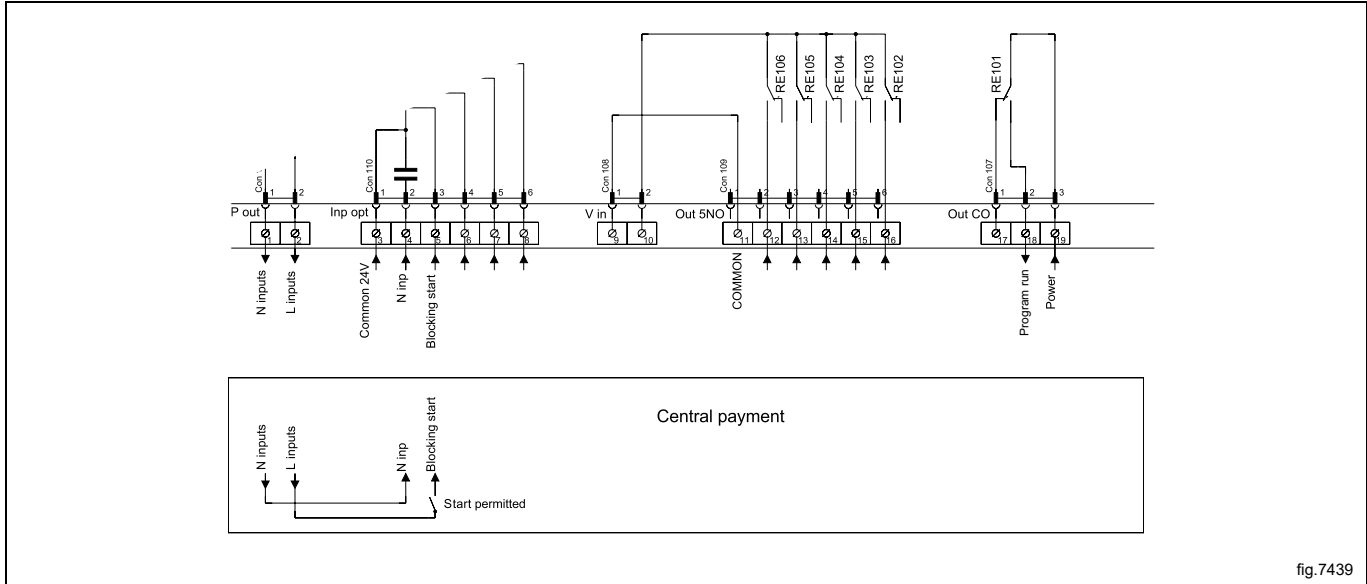 RE106
RE105
RE104
RE103
RE102
RE101
Con
Con 110
Con 108
Con 109
Con 107
1 2
1 2 3 4 5 6
1 2
1 2 3 4 5 6
1 2 3
P out
Inp opt
V in
Out 5NO
Out CO
1 2
3 4 5 6 7 8
9 10
11 12 13 14 15 16
17 18 19
N inputs
L inputs
Common 24V
N inp
Blocking start
COMMON
Program run
Power
Central payment
N inputs
L inputs
N inp
Blocking start
Start permitted
fig.7439